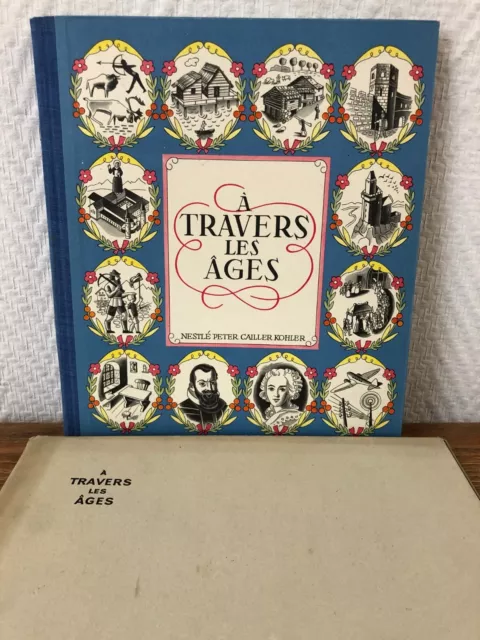 À
TRAVERS
LES
ÂGES
NESTLÉ PETER CAILLER KOHLER
A
TRAVERS
LES
ÂGES